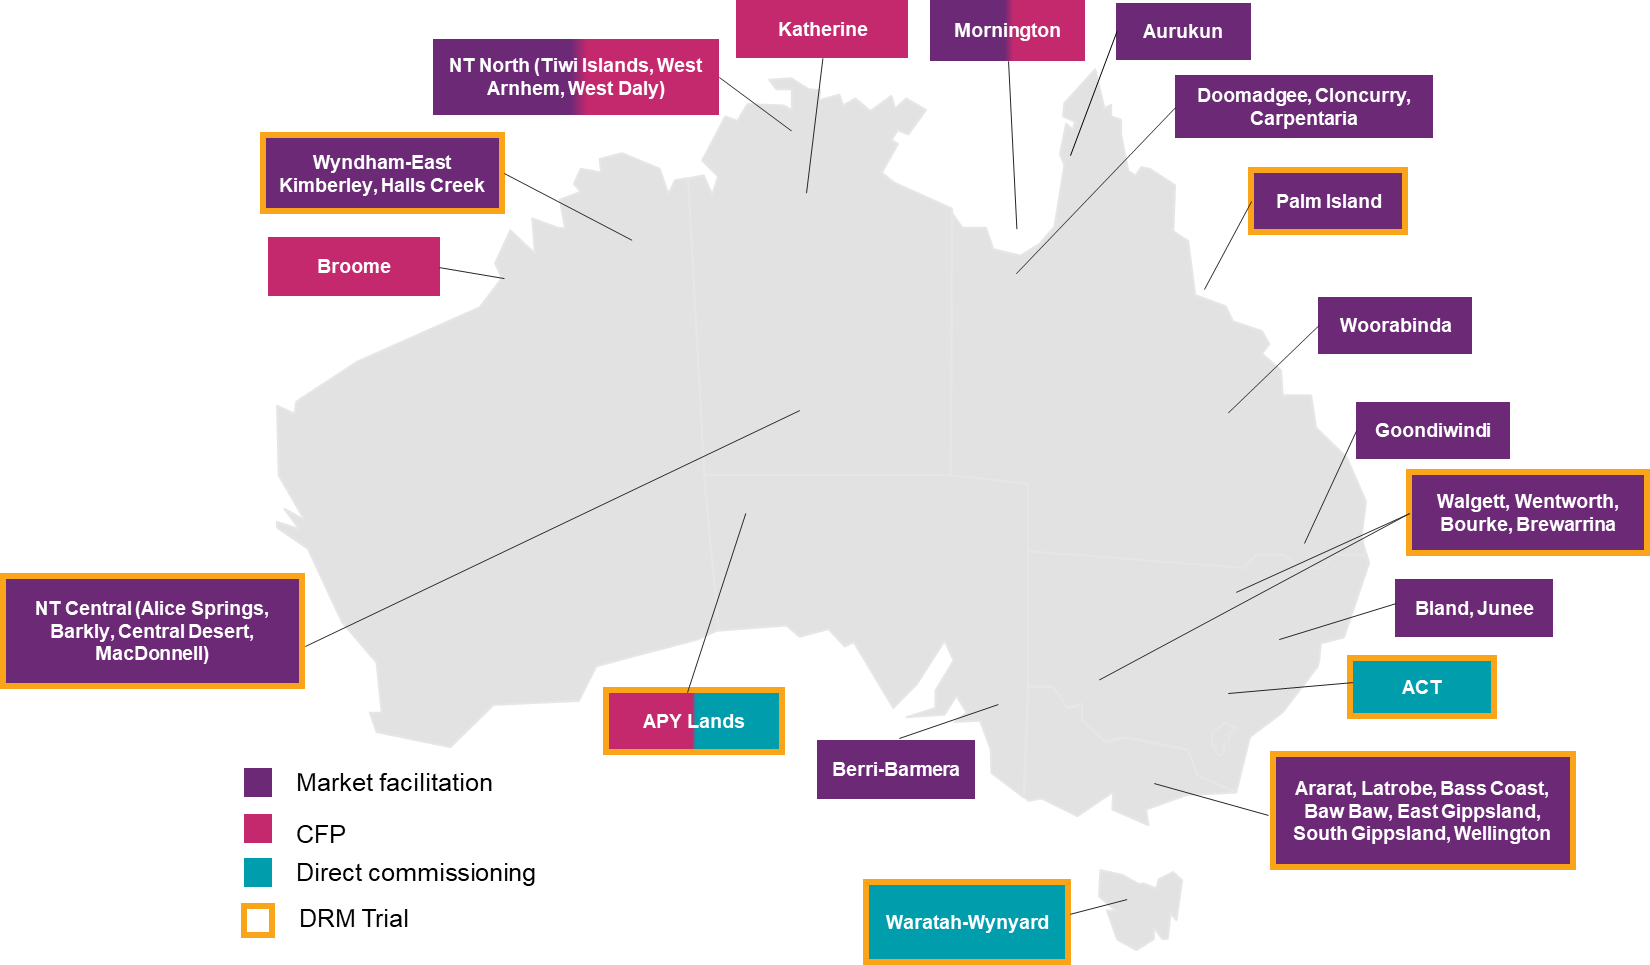 Katherine
Mornington
Aurukun
NT North (Tiwi Islands, West
Arnhem, West Daly)
Doomadgee, Cloncurry,
Carpentaria
Wyndham-East
Kimberley, Halls Creek
Palm Island
Broome
Woorabinda
Goondiwindi
Walgett, Wentworth,
Bourke, Brewarrina
NT Central (Alice Springs,
Barkly, Central Desert,
MacDonnell)
Bland, Junee
ACT
APY Lands
Berri-Barmera
Ararat, Latrobe, Bass Coast,
Baw Baw, East Gippsland,
South Gippsland, Wellington
Waratah-Wynyard
Market facilitation
CFP
Direct commissioning
DRM Trial